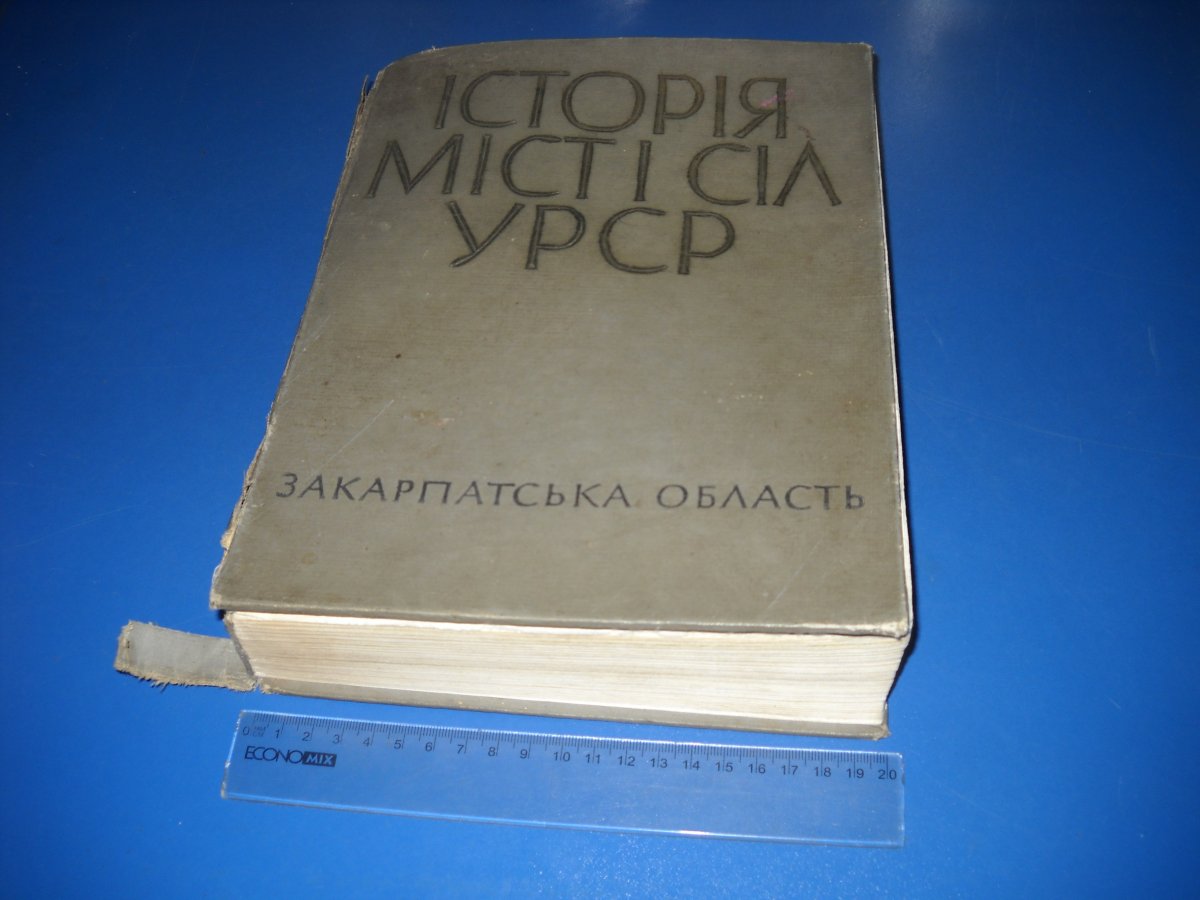 ІСТОРІЯ
МІСТ І СІЛ
УРСР
ЗАКАРПАТСЬКА ОБЛАСТЬ
0 1 2 3 4 5 6 7 8 9 10 11 12 13 14 15 16 17 18 19 20
ECONOMIX